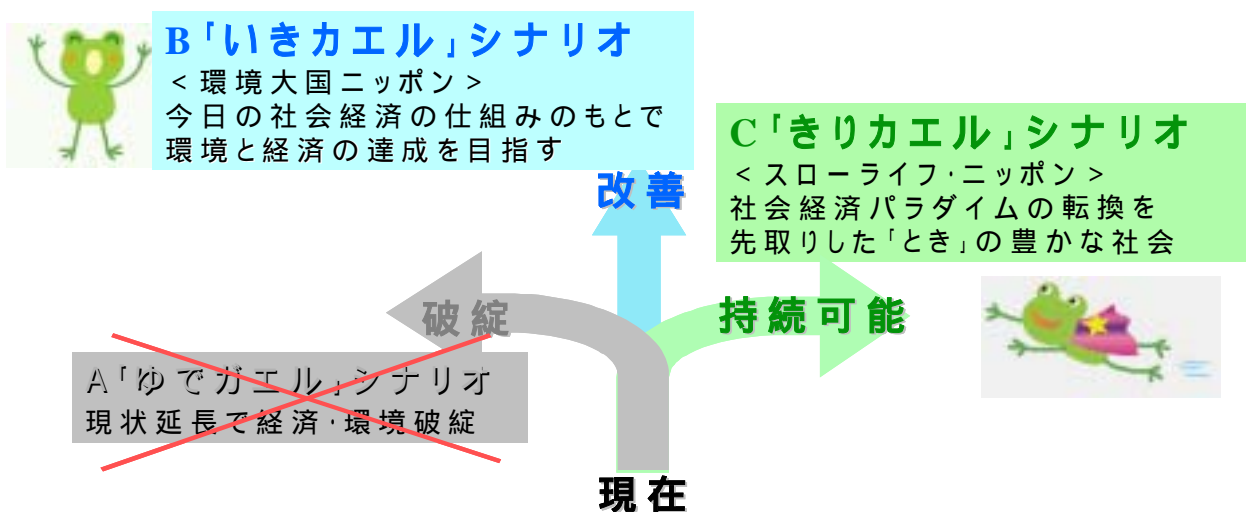 B「いきカエル」シナリオ
＜環境大国ニッポン＞
今日の社会経済の仕組みのもとで
環境と経済の達成を目指す
C「きりカエル」シナリオ
＜スローライフ・ニッポン＞
社会経済パラダイムの転換を
先取りした「とき」の豊かな社会
改善
破綻
持続可能
A「ゆでガエル」シナリオ
現状延長で経済・環境破綻
現在